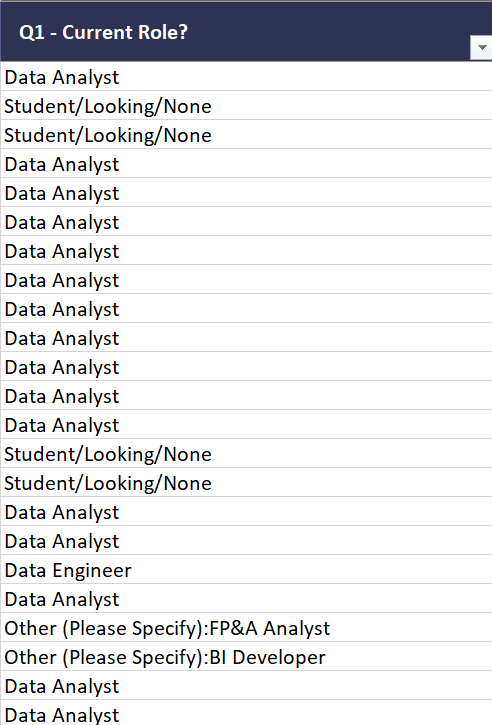 Q1 - Current Role?
Data Analyst
Student/Looking/None
Student/Looking/None
Data Analyst
Data Analyst
Data Analyst
Data Analyst
Data Analyst
Data Analyst
Data Analyst
Data Analyst
Data Analyst
Data Analyst
Student/Looking/None
Student/Looking/None
Data Analyst
Data Analyst
Data Engineer
Data Analyst
Other (Please Specify):FP&A Analyst
Other (Please Specify):BI Developer
Data Analyst
Data Analyst